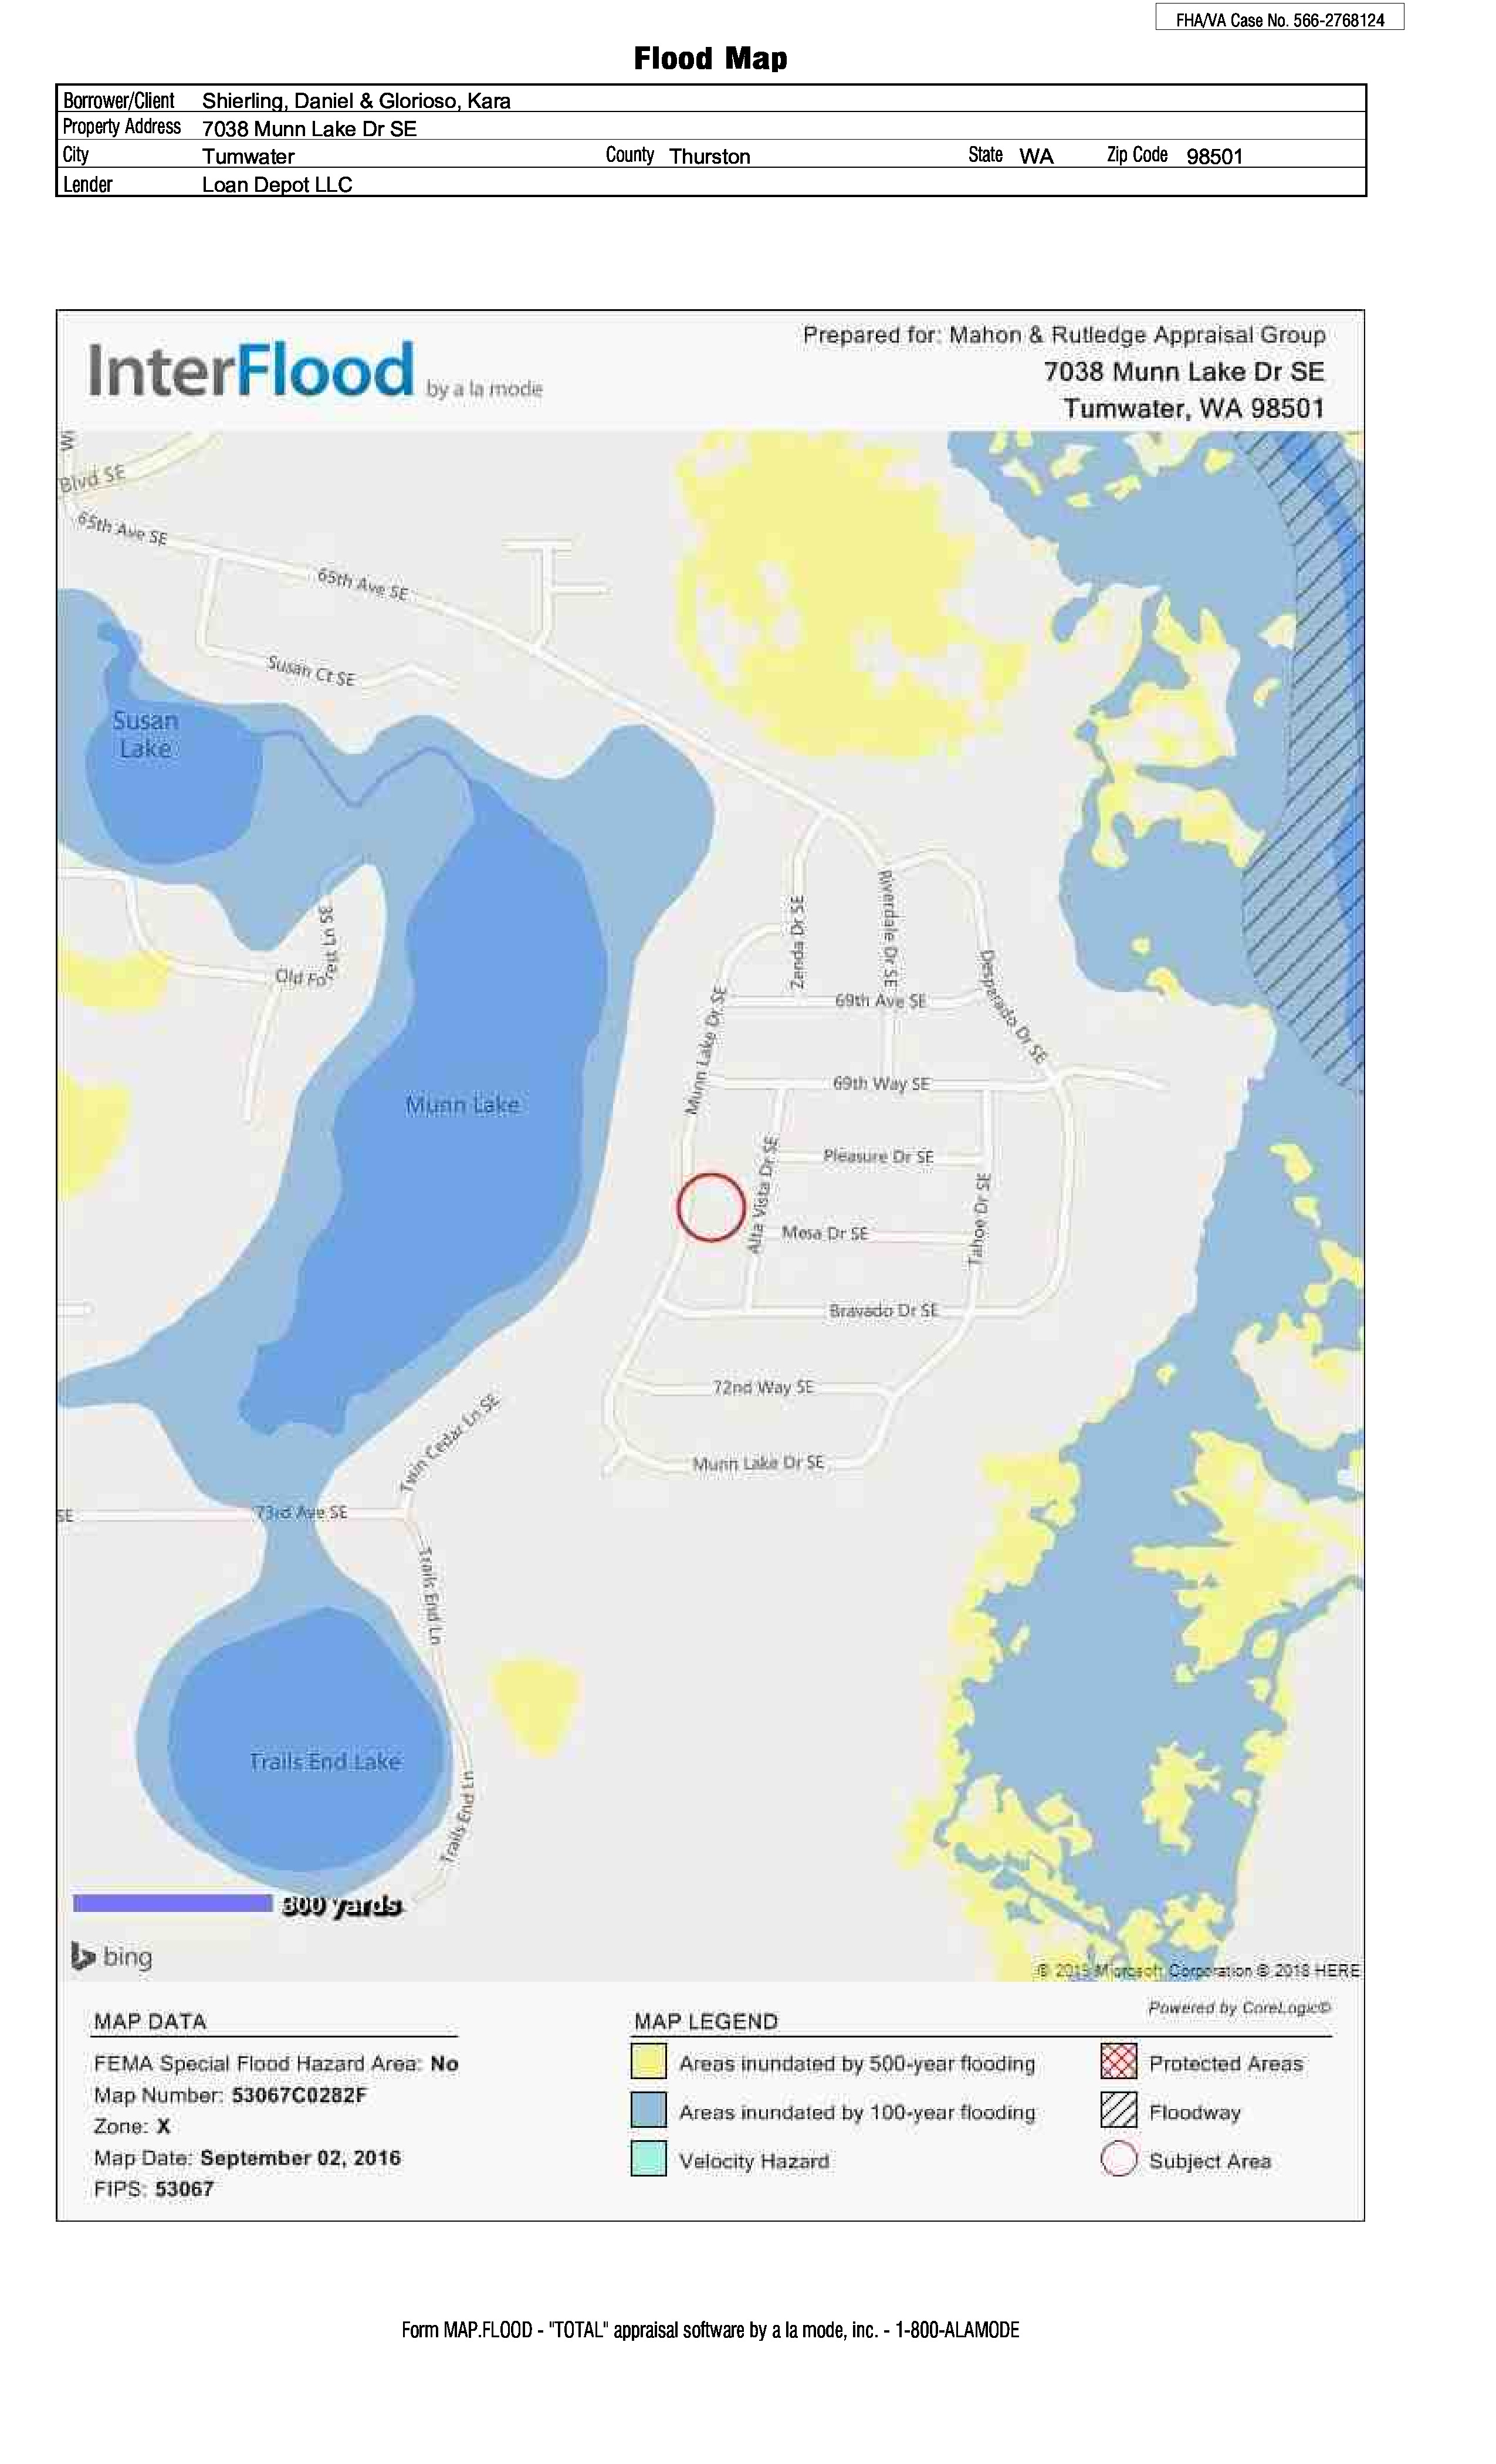 FHA/VA Case No. 566-2768124
Flood Map
Borrower/Client Shierling, Daniel & Glorioso, Kara
Property Address 7038 Munn Lake Dr SE
City Tumwater County Thurston State WA Zip Code 98501
Lender Loan Depot LLC
InterFlood by a la mode
Prepared for: Mahon & Rutledge Appraisal Group
7038 Munn Lake Dr SE
Tumwater, WA 98501
Wi
Blvd SE
65th Ave SE
65th Ave SE
Susan Ct SE
Susan
Lake
Zenda Dr SE
Riverdale Dr SE
Old Forest Ln SE
Desperado Dr SE
69th Ave SE
Munn Lake Dr SE
69th Way SE
Munn Lake
Alta Vista Dr SE
Pleasure Dr SE
Tahoe Dr SE
Mesa Dr SE
Bravado Dr SE
72nd Way SE
Twin Cedar Ln SE
Munn Lake Dr SE
SE
73rd Ave SE
Trails End Ln
Trails End Lake
Trails End Ln
yards
bing
Microsoft Corporation © 2018 HERE
Powered by CoreLogic©
MAP DATA
FEMA Special Flood Hazard Area: No
Map Number: 53067C0282F
Zone: X
Map Date: September 02, 2016
FIPS: 53067
MAP LEGEND
Areas inundated by 500-year flooding
Areas inundated by 100-year flooding
Velocity Hazard
Protected Areas
Floodway
Subject Area
Form MAP.FLOOD - "TOTAL" appraisal software by a la mode, inc. - 1-800-ALAMODE